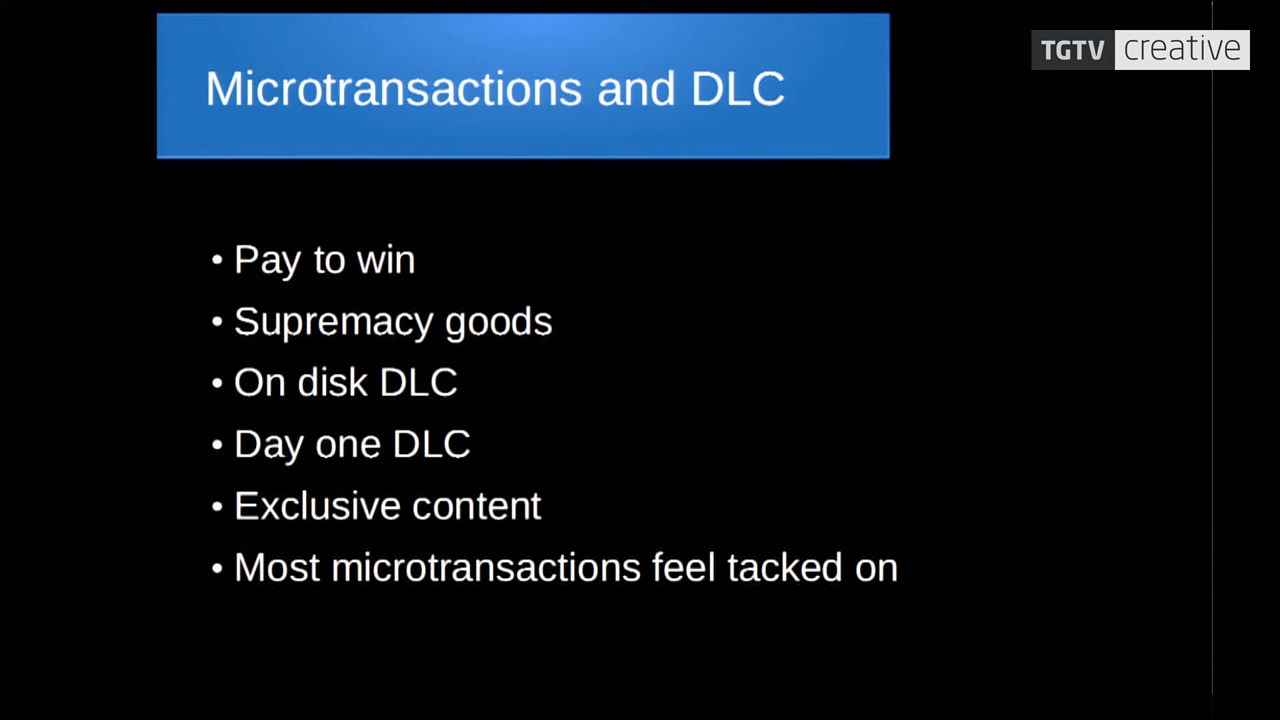 Microtransactions and DLC
TGTV creative
• Pay to win
• Supremacy goods
• On disk DLC
• Day one DLC
• Exclusive content
• Most microtransactions feel tacked on